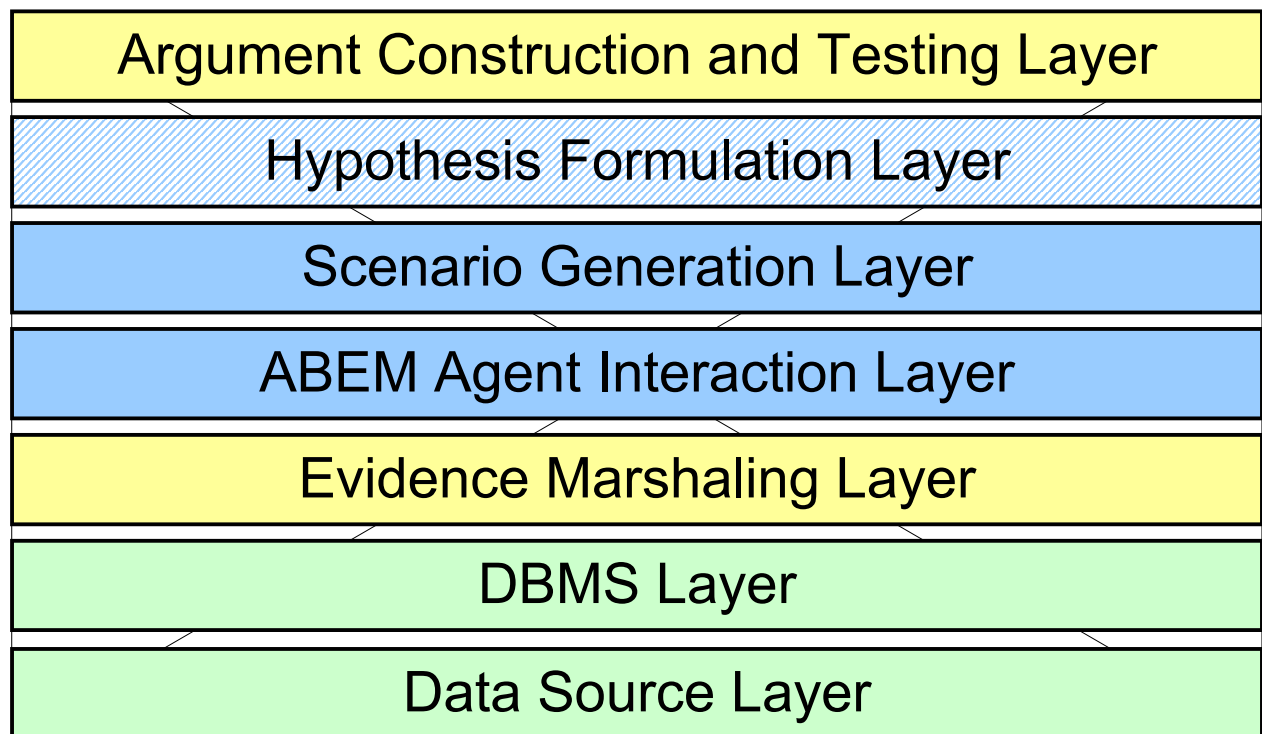 Argument Construction and Testing Layer
Hypothesis Formulation Layer
Scenario Generation Layer
ABEM Agent Interaction Layer
Evidence Marshaling Layer
DBMS Layer
Data Source Layer